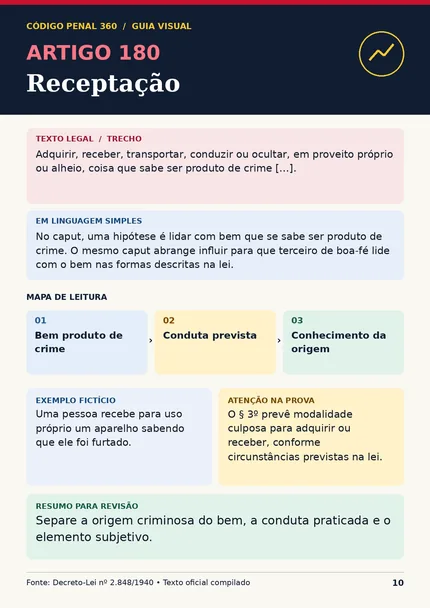 CÓDIGO PENAL 360 / GUIA VISUAL
ARTIGO 180
Receptação
TEXTO LEGAL / TRECHO
Adquirir, receber, transportar, conduzir ou ocultar, em proveito próprio
ou alheio, coisa que sabe ser produto de crime [...].
EM LINGUAGEM SIMPLES
No caput, uma hipótese é lidar com bem que se sabe ser produto de
crime. O mesmo caput abrange influir para que terceiro de boa-fé lide
com o bem nas formas descritas na lei.
MAPA DE LEITURA
01
Bem produto de
crime
›
02
Conduta prevista
›
03
Conhecimento da
origem
EXEMPLO FICTÍCIO
Uma pessoa recebe para uso
próprio um aparelho sabendo
que ele foi furtado.
ATENÇÃO NA PROVA
O § 3º prevê modalidade
culposa para adquirir ou
receber, conforme
circunstâncias previstas na lei.
RESUMO PARA REVISÃO
Separe a origem criminosa do bem, a conduta praticada e o
elemento subjetivo.
Fonte: Decreto-Lei nº 2.848/1940 • Texto oficial compilado
10